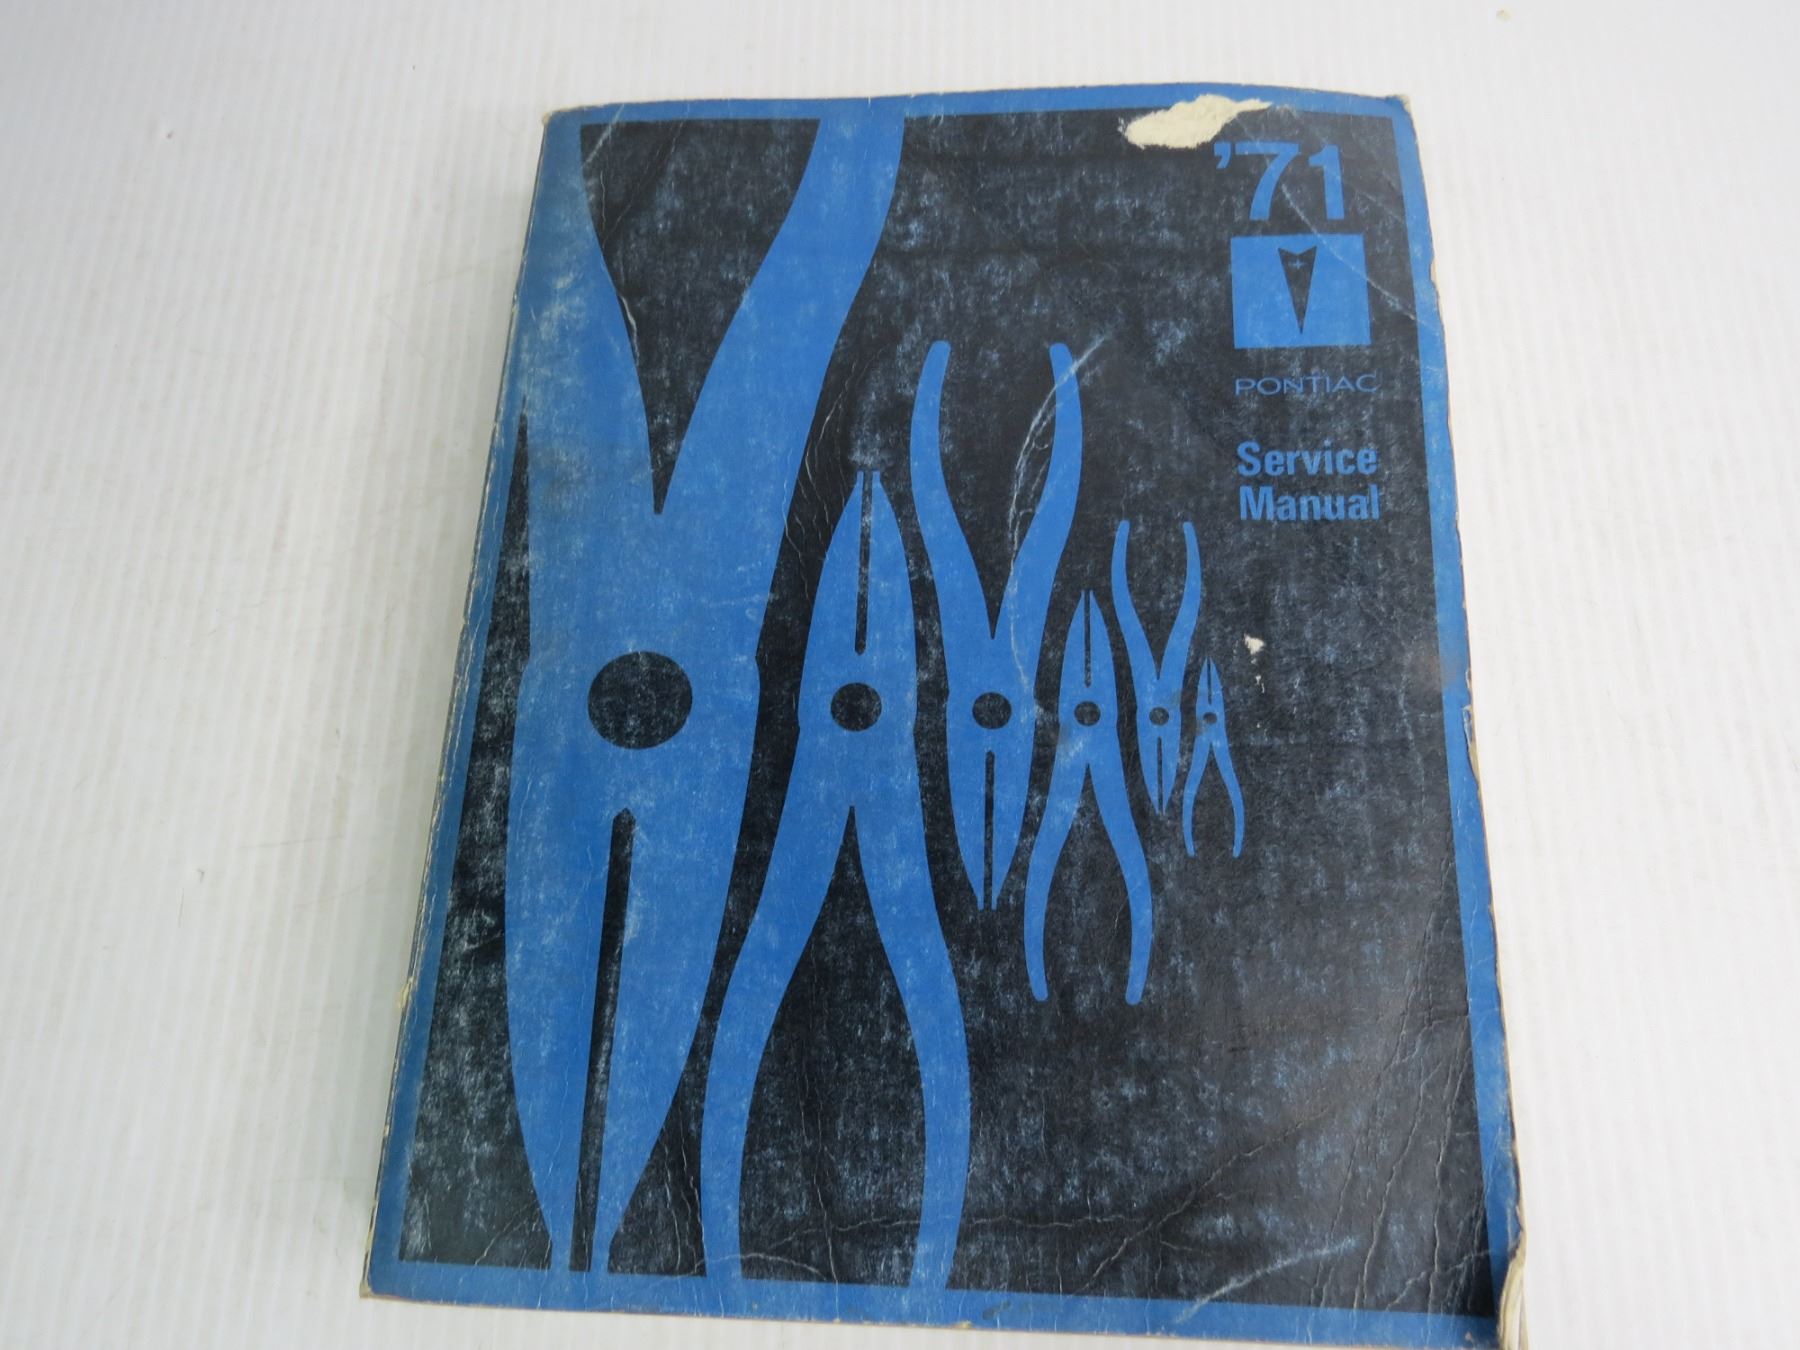 '71
PONTIAC
Service
Manual